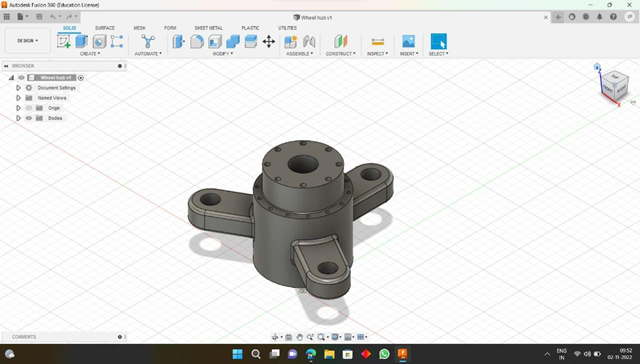 Autodesk Fusion 360 (Education License)
Wheel hub v1
SOLID SURFACE MESH FORM SHEET METAL PLASTIC UTILITIES
DESIGN
CREATE AUTOMATE MODIFY ASSEMBLE CONSTRUCT INSPECT INSERT SELECT
BROWSER
Wheel hub v1
Document Settings
Named Views
Origin
Bodies
COMMENTS
ENG
IN
09:52
02-11-2022